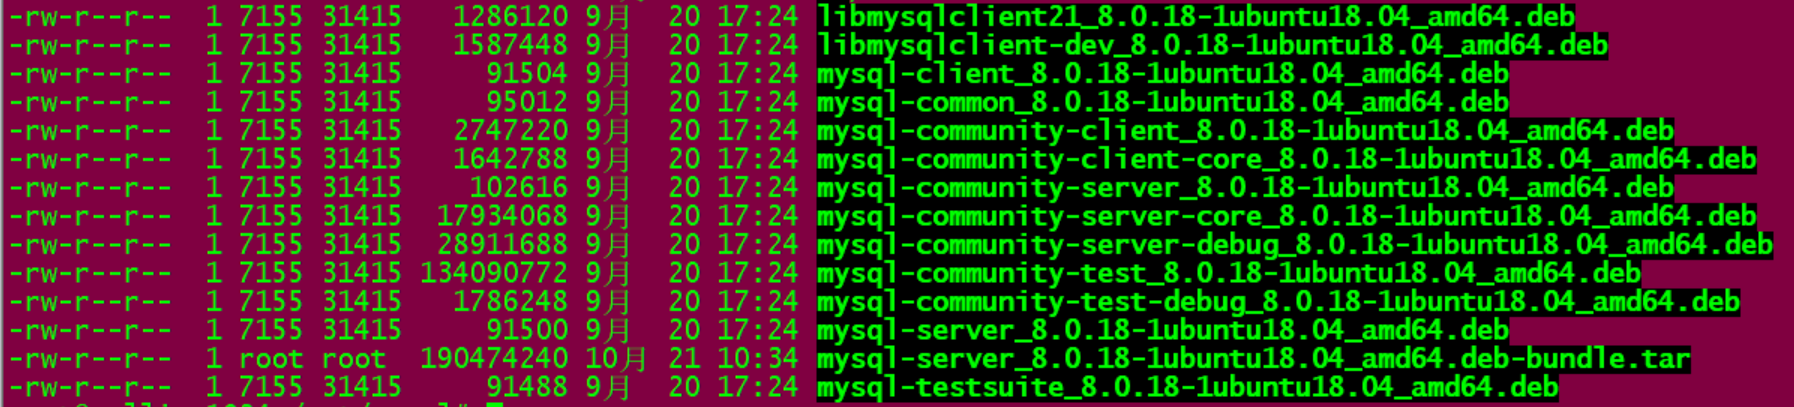 -rw-r--r-- 1 7155 31415 1286120 9月 20 17:24 libmysqlclient21_8.0.18-1ubuntu18.04_amd64.deb
-rw-r--r-- 1 7155 31415 1587448 9月 20 17:24 libmysqlclient-dev_8.0.18-1ubuntu18.04_amd64.deb
-rw-r--r-- 1 7155 31415 91504 9月 20 17:24 mysql-client_8.0.18-1ubuntu18.04_amd64.deb
-rw-r--r-- 1 7155 31415 95012 9月 20 17:24 mysql-common_8.0.18-1ubuntu18.04_amd64.deb
-rw-r--r-- 1 7155 31415 2747220 9月 20 17:24 mysql-community-client_8.0.18-1ubuntu18.04_amd64.deb
-rw-r--r-- 1 7155 31415 1642788 9月 20 17:24 mysql-community-client-core_8.0.18-1ubuntu18.04_amd64.deb
-rw-r--r-- 1 7155 31415 102616 9月 20 17:24 mysql-community-server_8.0.18-1ubuntu18.04_amd64.deb
-rw-r--r-- 1 7155 31415 17934068 9月 20 17:24 mysql-community-server-core_8.0.18-1ubuntu18.04_amd64.deb
-rw-r--r-- 1 7155 31415 28911688 9月 20 17:24 mysql-community-server-debug_8.0.18-1ubuntu18.04_amd64.deb
-rw-r--r-- 1 7155 31415 134090772 9月 20 17:24 mysql-community-test_8.0.18-1ubuntu18.04_amd64.deb
-rw-r--r-- 1 7155 31415 1786248 9月 20 17:24 mysql-community-test-debug_8.0.18-1ubuntu18.04_amd64.deb
-rw-r--r-- 1 7155 31415 91500 9月 20 17:24 mysql-server_8.0.18-1ubuntu18.04_amd64.deb
-rw-r--r-- 1 root root 190474240 10月 21 10:34 mysql-server_8.0.18-1ubuntu18.04_amd64.deb-bundle.tar
-rw-r--r-- 1 7155 31415 91488 9月 20 17:24 mysql-testsuite_8.0.18-1ubuntu18.04_amd64.deb